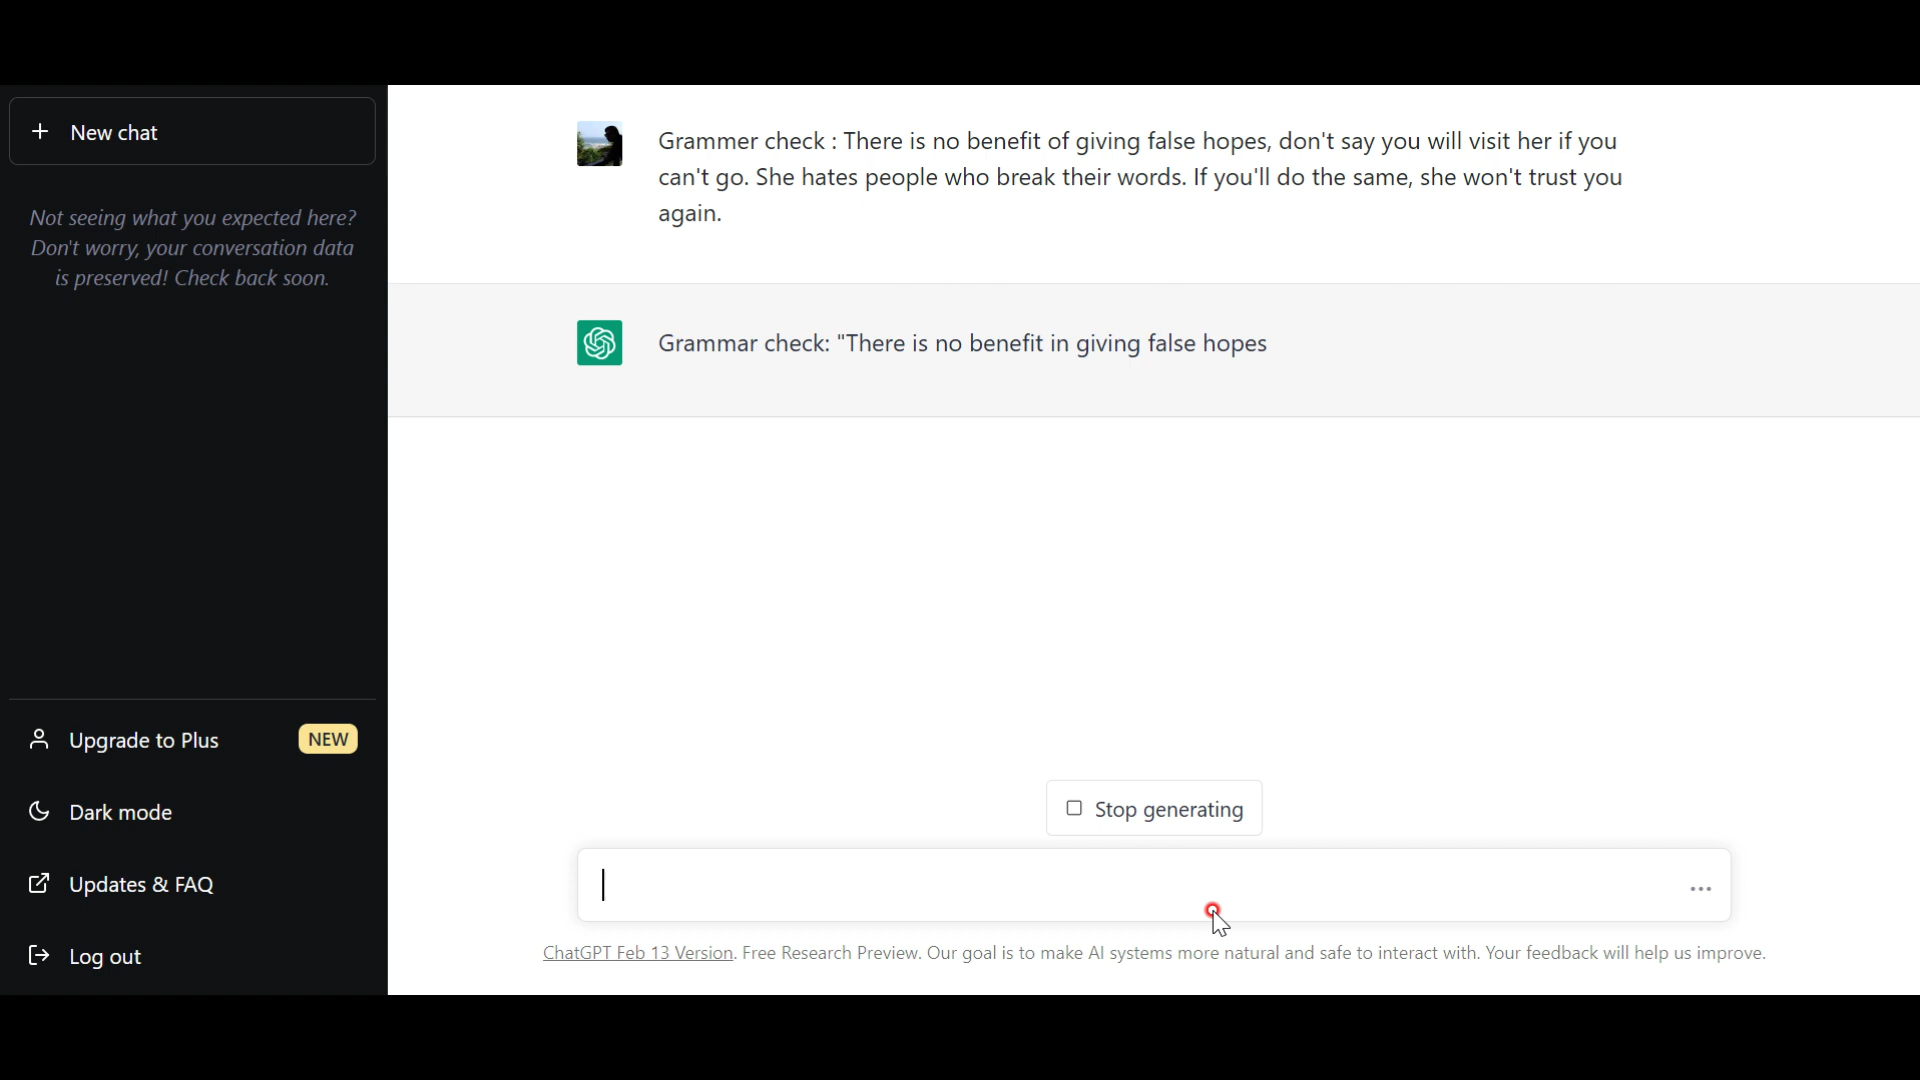 New chat
Not seeing what you expected here?
Don't worry, your conversation data
is preserved! Check back soon.
Upgrade to Plus NEW
Dark mode
Updates & FAQ
Log out
Grammer check : There is no benefit of giving false hopes, don't say you will visit her if you
can't go. She hates people who break their words. If you'll do the same, she won't trust you
again.
Grammar check: "There is no benefit in giving false hopes
Stop generating
ChatGPT Feb 13 Version. Free Research Preview. Our goal is to make AI systems more natural and safe to interact with. Your feedback will help us improve.